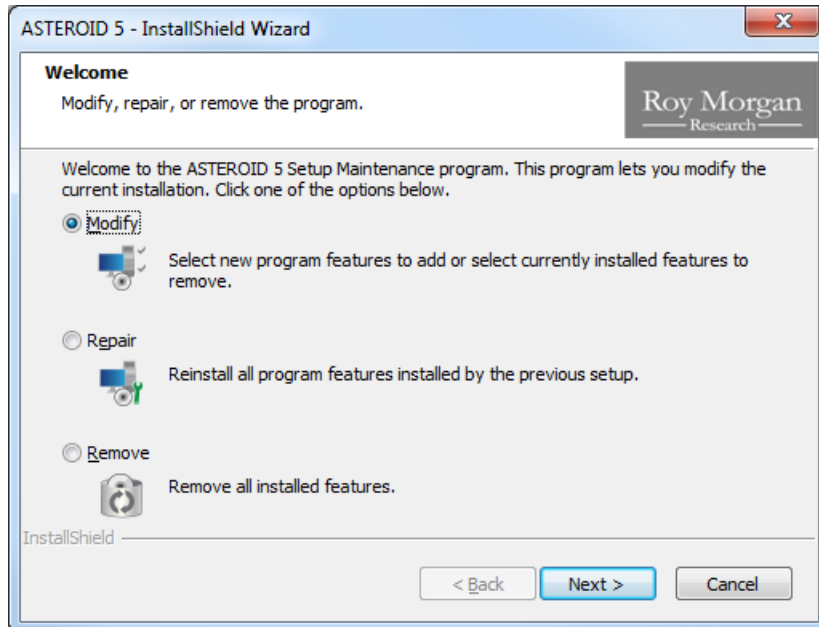 ASTEROID 5 - InstallShield Wizard
Welcome
Modify, repair, or remove the program.
Roy Morgan
Research
Welcome to the ASTEROID 5 Setup Maintenance program. This program lets you modify the
current installation. Click one of the options below.
Modify
Select new program features to add or select currently installed features to
remove.
Repair
Reinstall all program features installed by the previous setup.
Remove
Remove all installed features.
InstallShield
< Back
Next >
Cancel